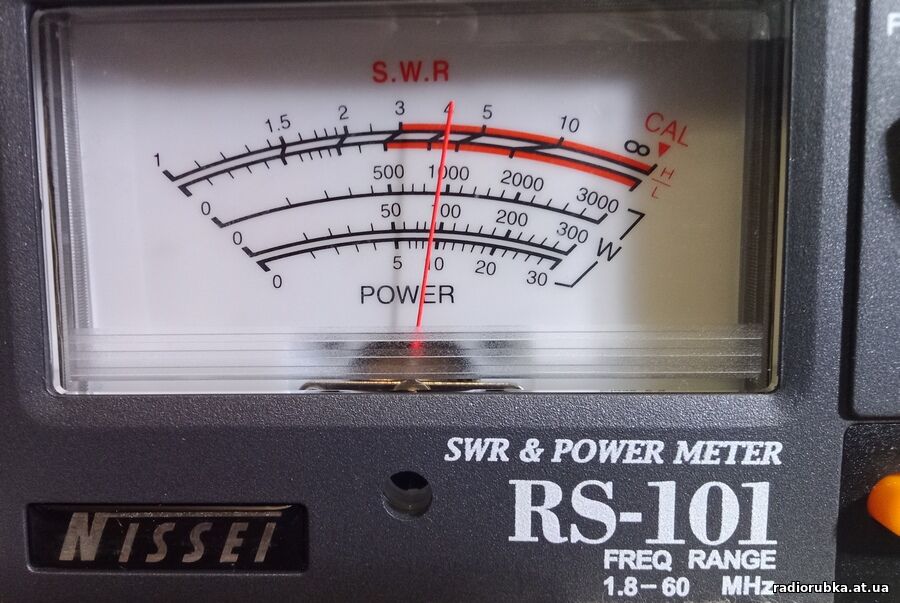 S.W.R
1 1.5 2 3 4 5 10 ∞ CAL
H
L
0 500 1000 2000 3000
0 50 100 200 300 W
0 5 10 20 30
POWER
SWR & POWER METER
RS-101
FREQ RANGE
1.8-60 MHz
NISSEI
radiorubka.at.ua